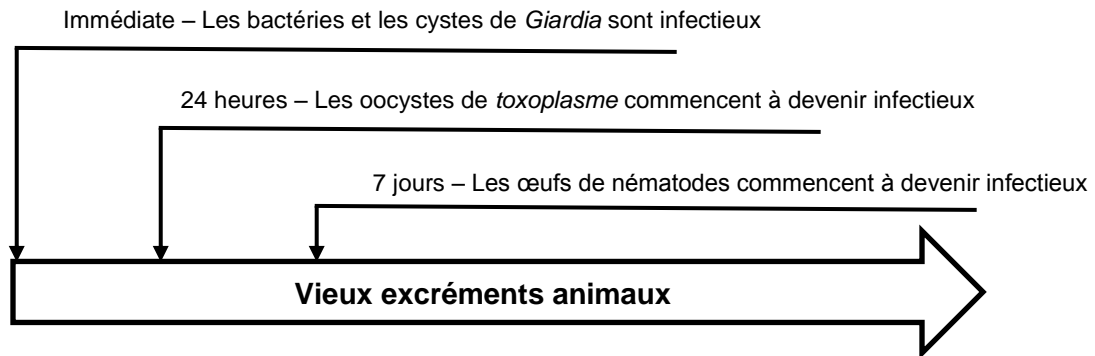 Immédiate – Les bactéries et les cystes de Giardia sont infectieux
24 heures – Les oocystes de toxoplasme commencent à devenir infectieux
7 jours – Les œufs de nématodes commencent à devenir infectieux
Vieux excréments animaux